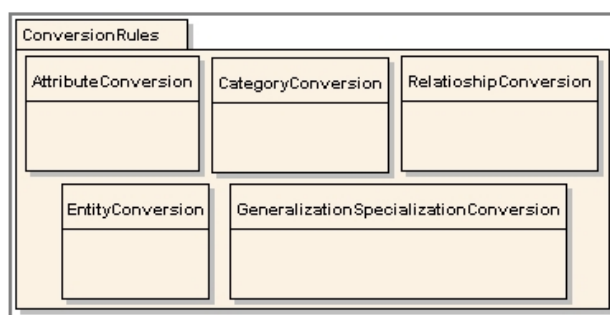 ConversionRules
AttributeConversion
CategoryConversion
RelatioshipConversion
EntityConversion
GeneralizationSpecializationConversion